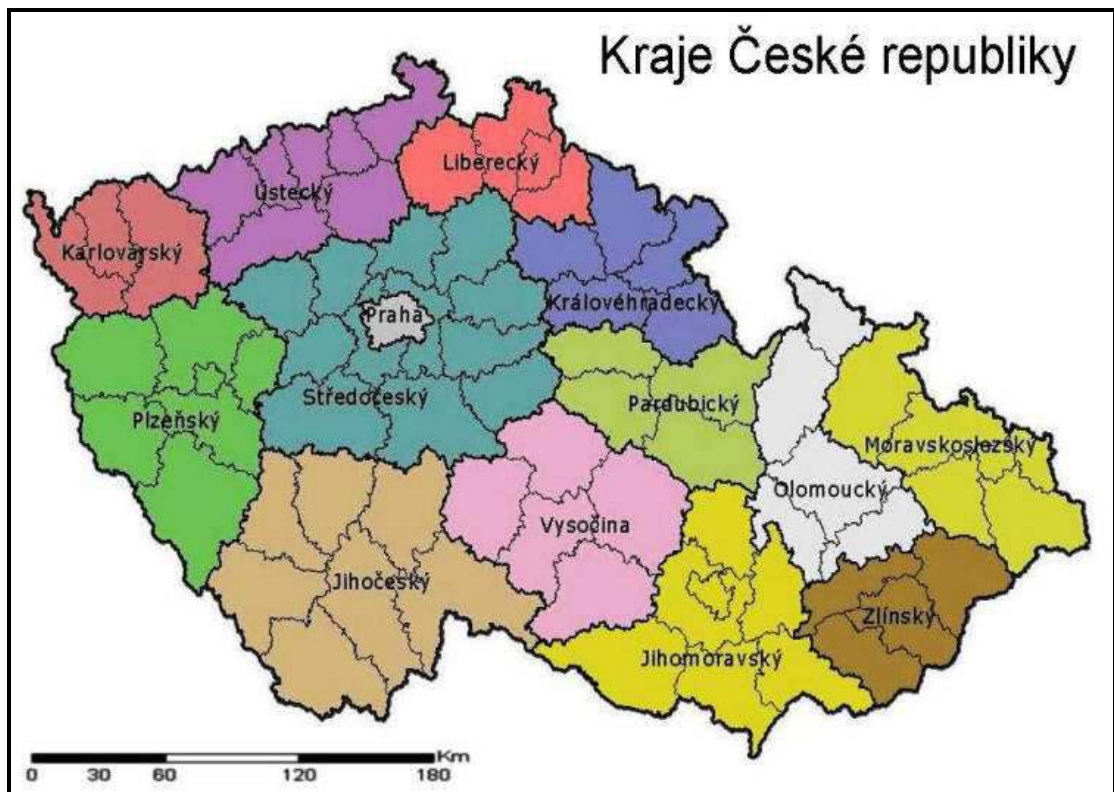 Kraje České republiky
Liberecký
Ústecký
Karlovarský
Královéhradecký
Praha
Středočeský
Pardubický
Plzeňský
Moravskoslezský
Olomoucký
Vysočina
Jihočeský
Zlínský
Jihomoravský
Km
0 30 60 120 180